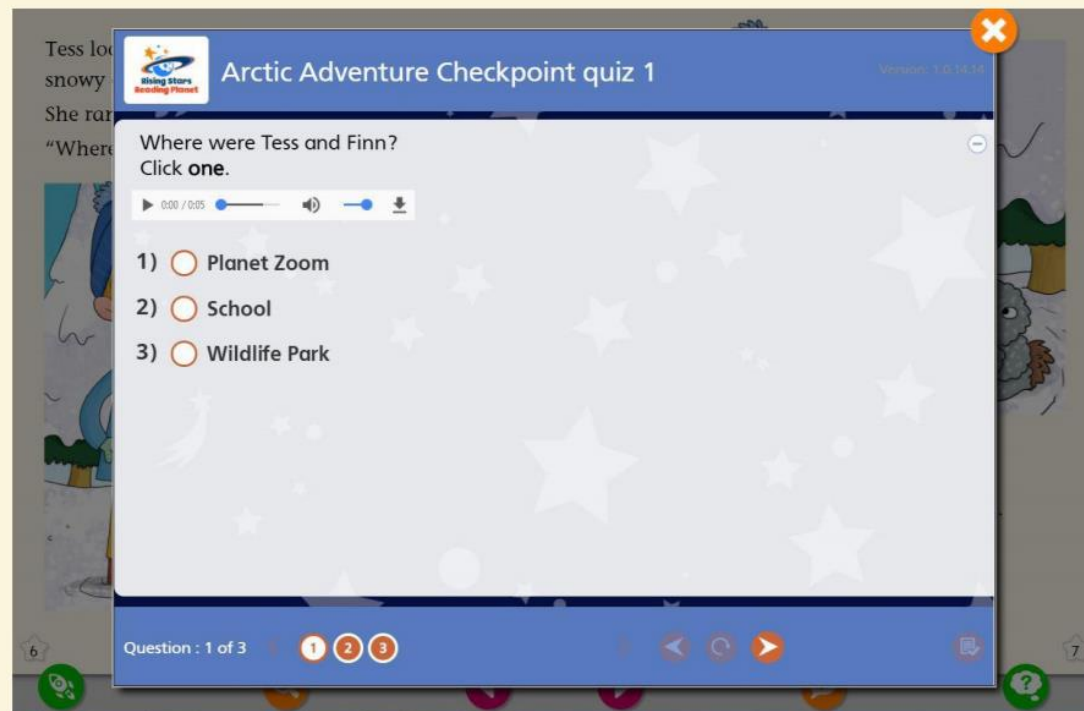 Tess loo
snowy
She ran
"Where
Rising Stars
Reading Planet
Arctic Adventure Checkpoint quiz 1
Version: 1.0.14.14
Where were Tess and Finn?
Click one.
0:00 / 0:05
1) Planet Zoom
2) School
3) Wildlife Park
Question : 1 of 3
1 2 3
6
7